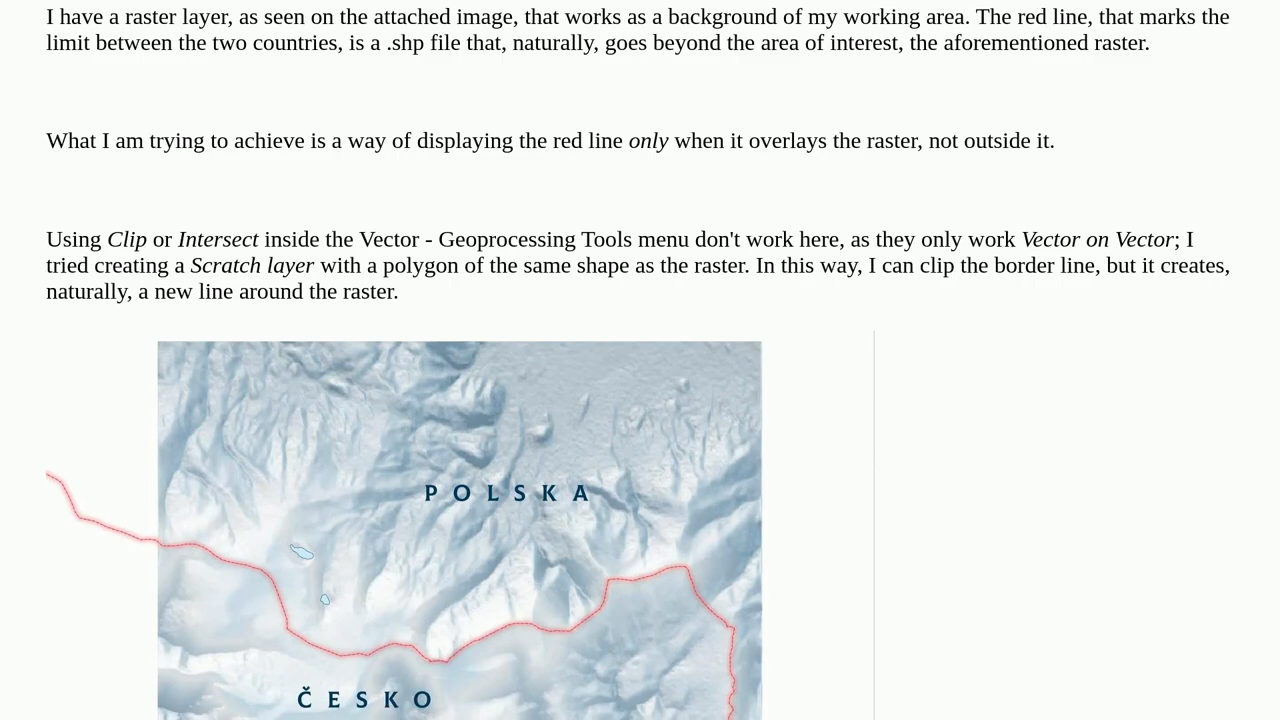 I have a raster layer, as seen on the attached image, that works as a background of my working area. The red line, that marks the
limit between the two countries, is a .shp file that, naturally, goes beyond the area of interest, the aforementioned raster.
What I am trying to achieve is a way of displaying the red line only when it overlays the raster, not outside it.
Using Clip or Intersect inside the Vector - Geoprocessing Tools menu don't work here, as they only work Vector on Vector; I
tried creating a Scratch layer with a polygon of the same shape as the raster. In this way, I can clip the border line, but it creates,
naturally, a new line around the raster.
POLSKA
ČESKO